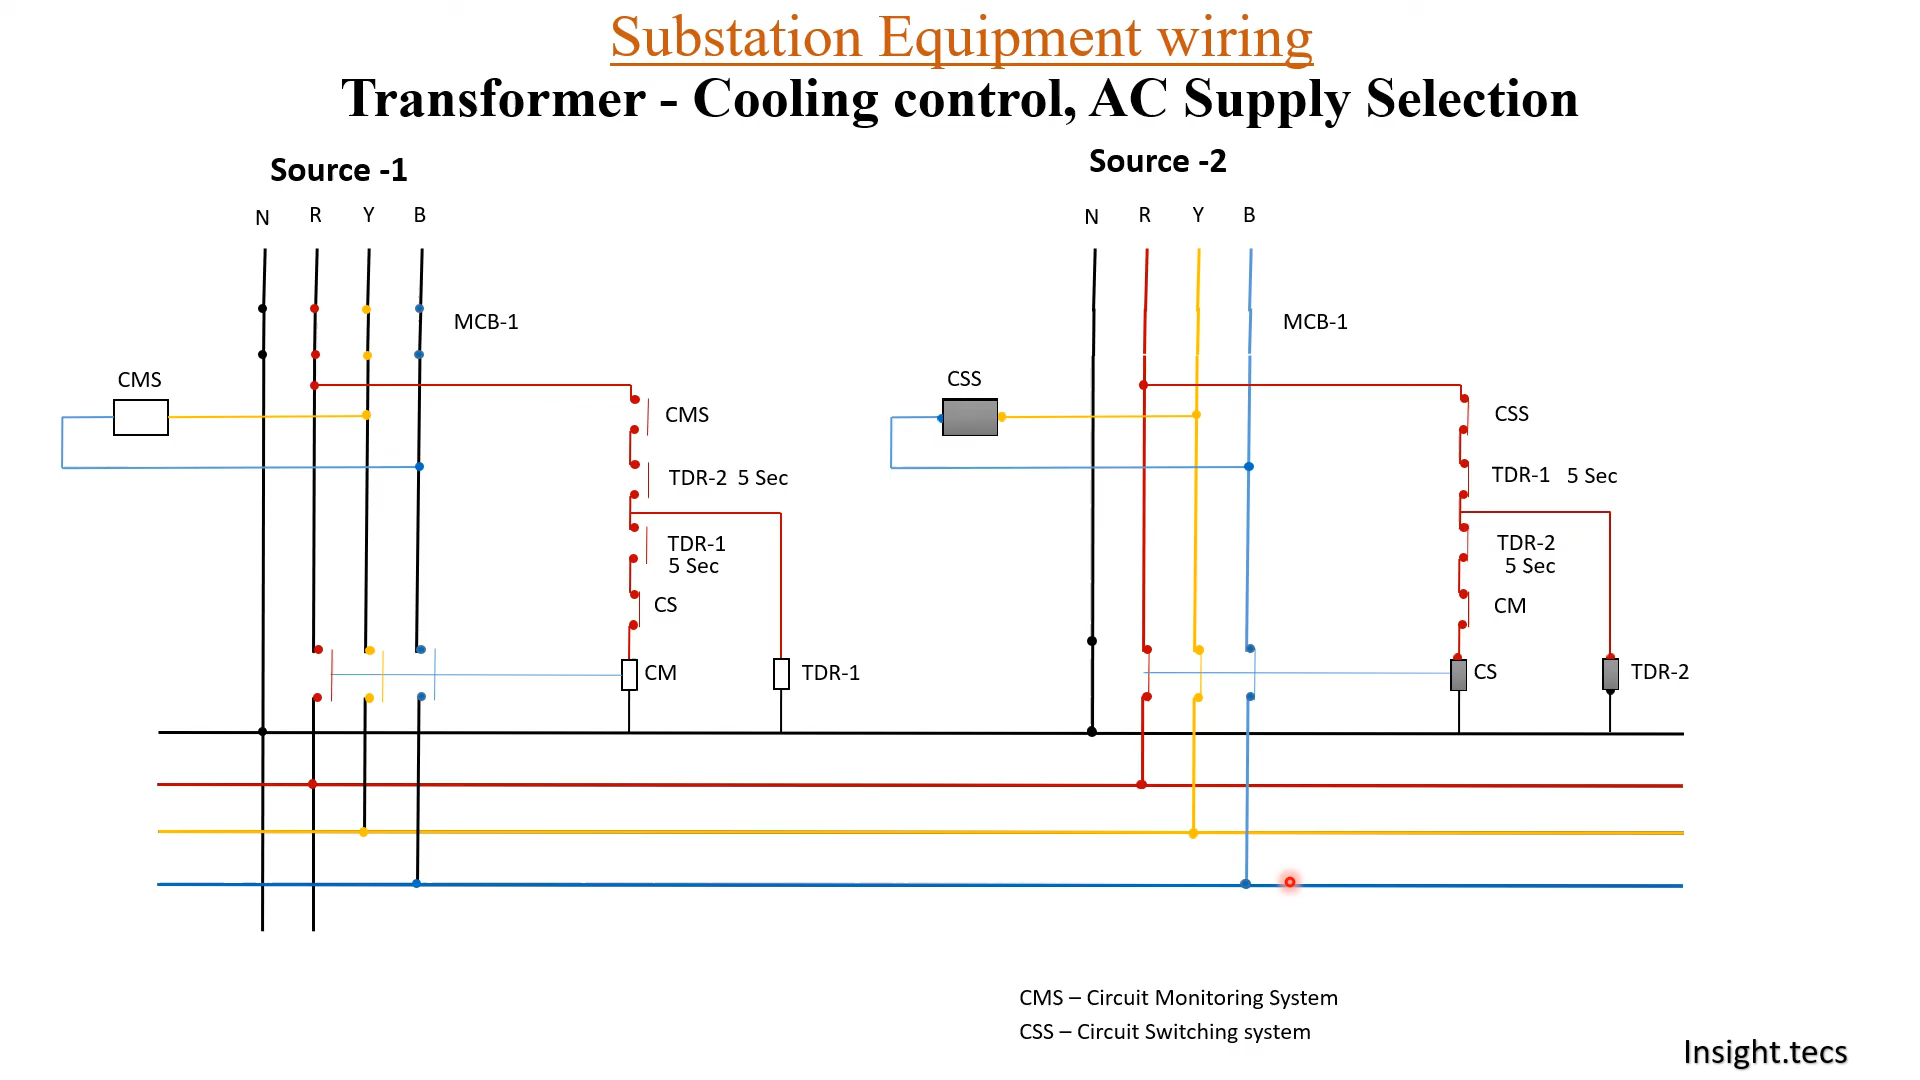 Substation Equipment wiring
Transformer - Cooling control, AC Supply Selection
Source -1
Source -2
N R Y B
N R Y B
MCB-1
MCB-1
CMS
CSS
CMS
CSS
TDR-2 5 Sec
TDR-1 5 Sec
TDR-1
5 Sec
TDR-2
5 Sec
CS
CM
CM
TDR-1
CS
TDR-2
CMS – Circuit Monitoring System
CSS – Circuit Switching system
Insight.tecs